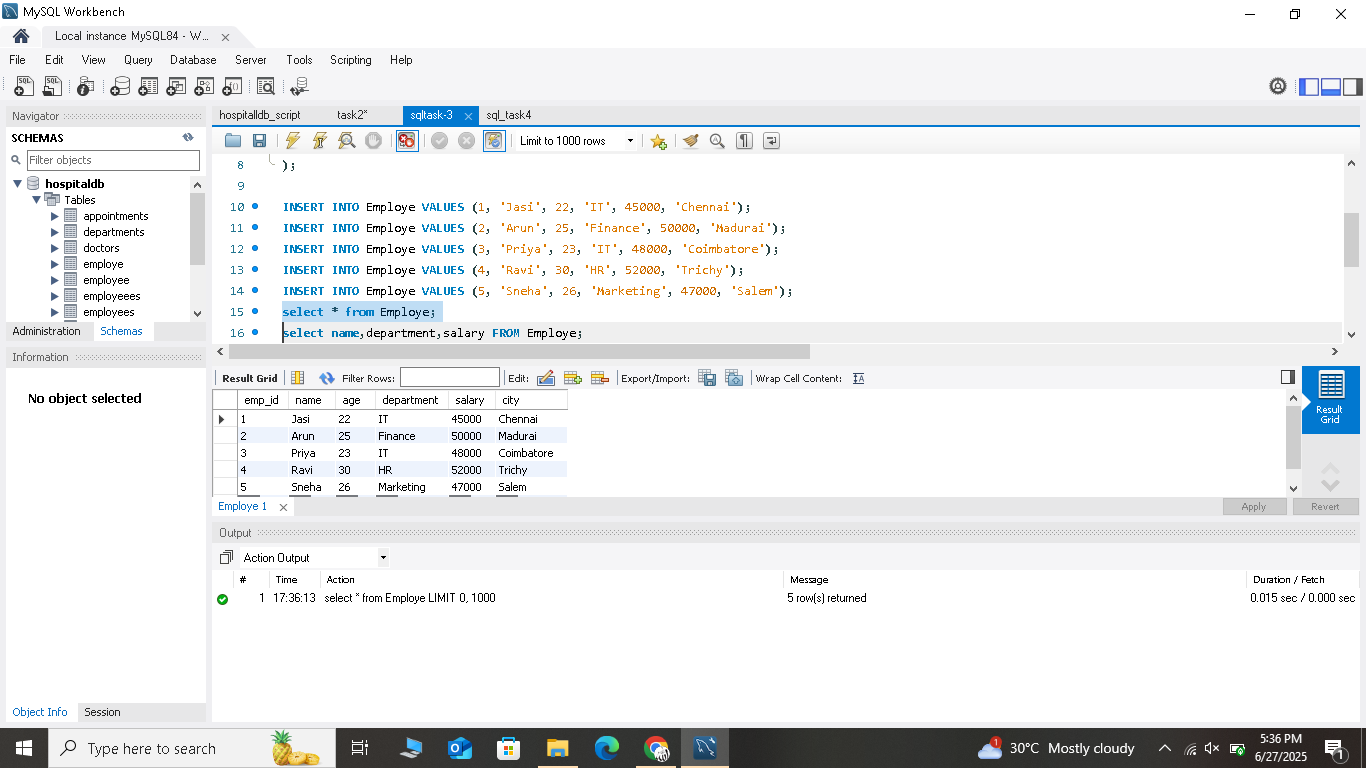 MySQL Workbench
Local instance MySQL84 - W...
File Edit View Query Database Server Tools Scripting Help
Navigator
SCHEMAS
Filter objects
hospitaldb
Tables
appointments
departments
doctors
employe
employee
employeees
employees
Administration Schemas
Information
No object selected
Object Info Session
hospitalldb_script task2* sqltask-3 sql_task4
Limit to 1000 rows
8 );
9
10 INSERT INTO Employe VALUES (1, 'Jasi', 22, 'IT', 45000, 'Chennai');
11 INSERT INTO Employe VALUES (2, 'Arun', 25, 'Finance', 50000, 'Madurai');
12 INSERT INTO Employe VALUES (3, 'Priya', 23, 'IT', 48000, 'Coimbatore');
13 INSERT INTO Employe VALUES (4, 'Ravi', 30, 'HR', 52000, 'Trichy');
14 INSERT INTO Employe VALUES (5, 'Sneha', 26, 'Marketing', 47000, 'Salem');
15 select * from Employe;
16 select name,department,salary FROM Employe;
Result Grid Filter Rows: Edit: Export/Import: Wrap Cell Content:
emp_id name age department salary city
1 Jasi 22 IT 45000 Chennai
2 Arun 25 Finance 50000 Madurai
3 Priya 23 IT 48000 Coimbatore
4 Ravi 30 HR 52000 Trichy
5 Sneha 26 Marketing 47000 Salem
Result
Grid
Employe 1
Apply Revert
Output
Action Output
# Time Action Message Duration / Fetch
1 17:36:13 select * from Employe LIMIT 0, 1000 5 row(s) returned 0.015 sec / 0.000 sec
Type here to search
1
30°C Mostly cloudy
5:36 PM
6/27/2025
1